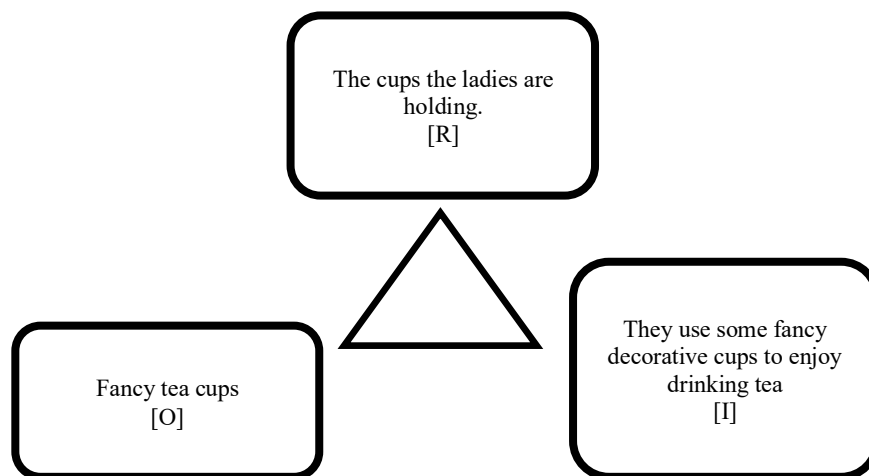 The cups the ladies are
holding.
[R]
Fancy tea cups
[O]
They use some fancy
decorative cups to enjoy
drinking tea
[I]